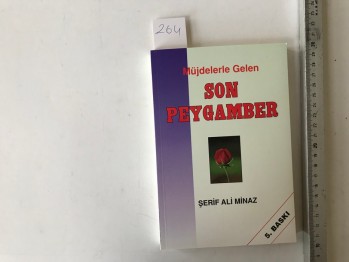 264
Müjdelerle Gelen
SON
PEYGAMBER
ŞERİF ALİ MİNAZ
5. BASKI